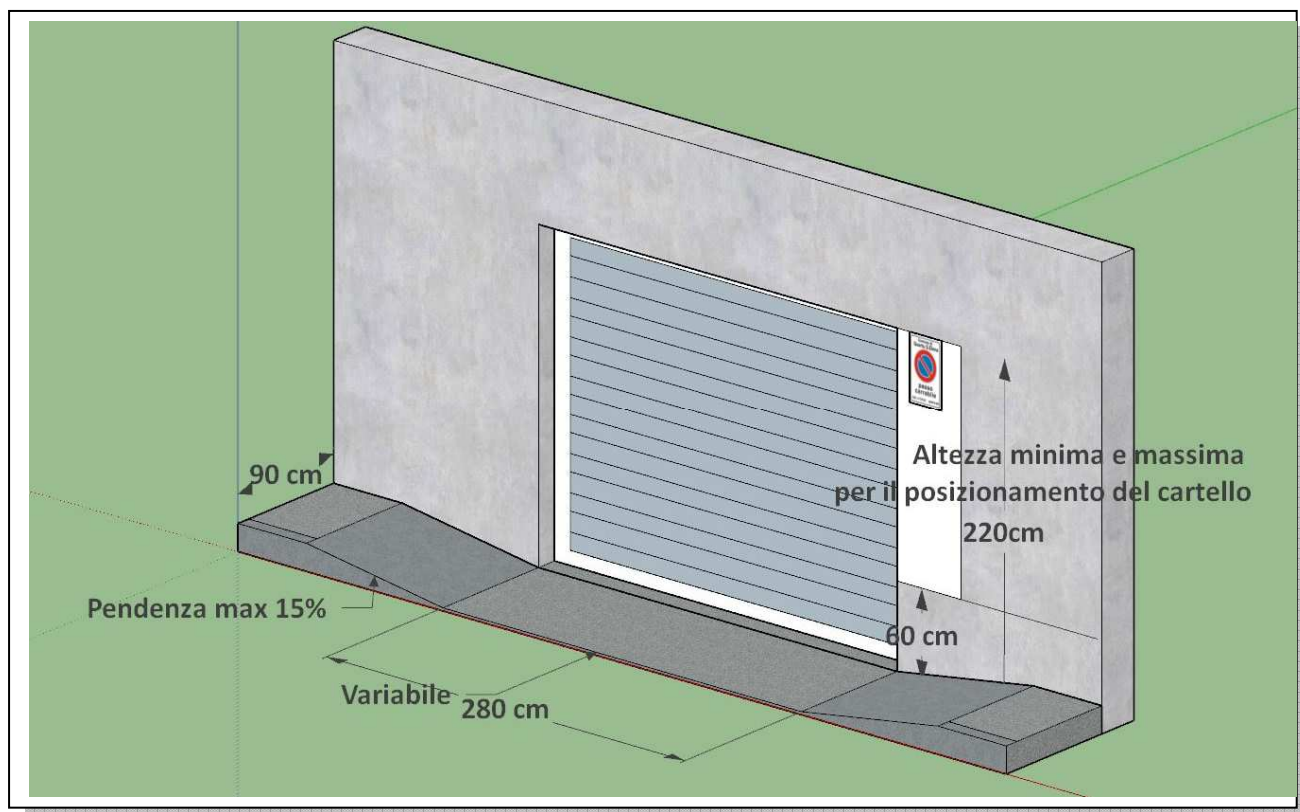 passo
carrabile
90 cm
Altezza minima e massima
per il posizionamento del cartello
220cm
Pendenza max 15%
60 cm
Variabile
280 cm